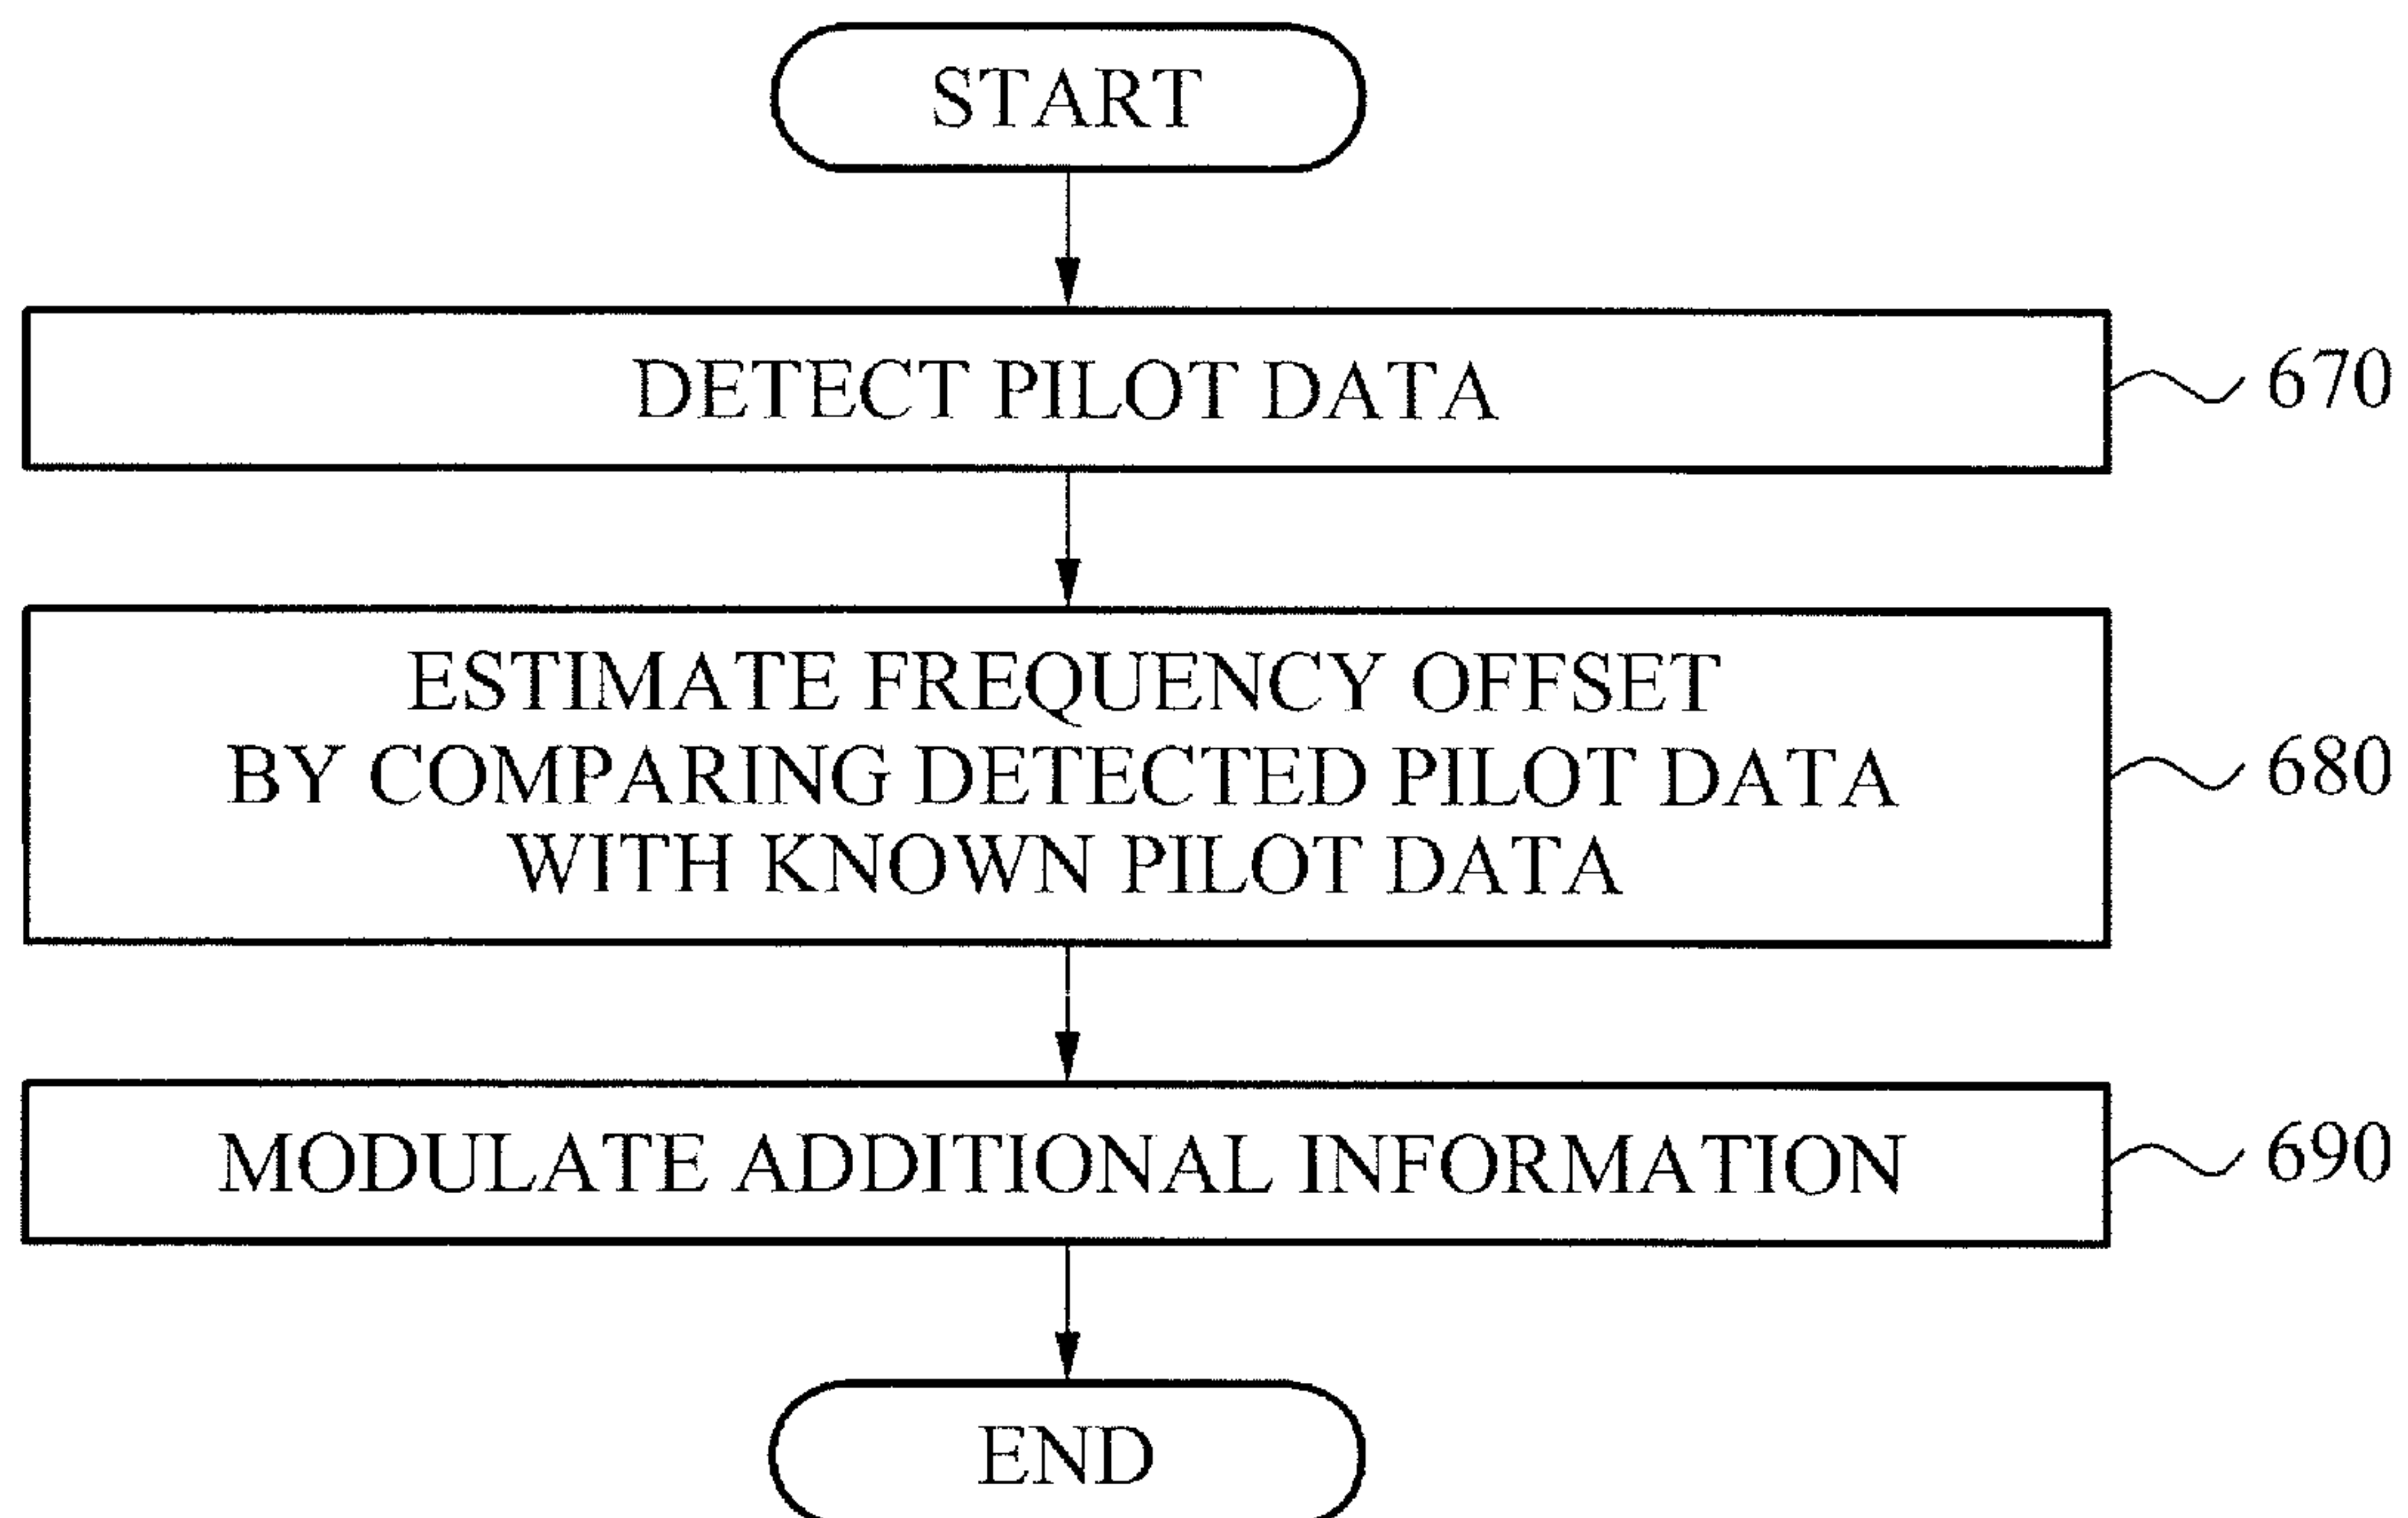 START
DETECT PILOT DATA
670
ESTIMATE FREQUENCY OFFSET
BY COMPARING DETECTED PILOT DATA
WITH KNOWN PILOT DATA
680
MODULATE ADDITIONAL INFORMATION
690
END